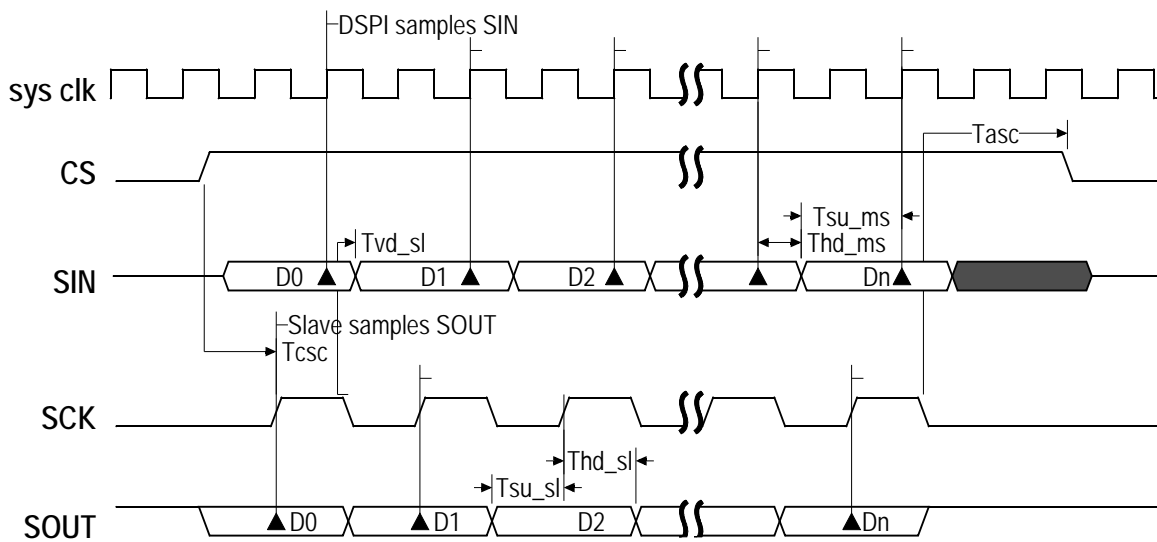 DSPI samples SIN
sys clk
Tasc
CS
Tsu_ms
Tvd_sl
Thd_ms
SIN
D0
D1
D2
Dn
Slave samples SOUT
Tcsc
SCK
Thd_sl
Tsu_sl
SOUT
D0
D1
D2
Dn